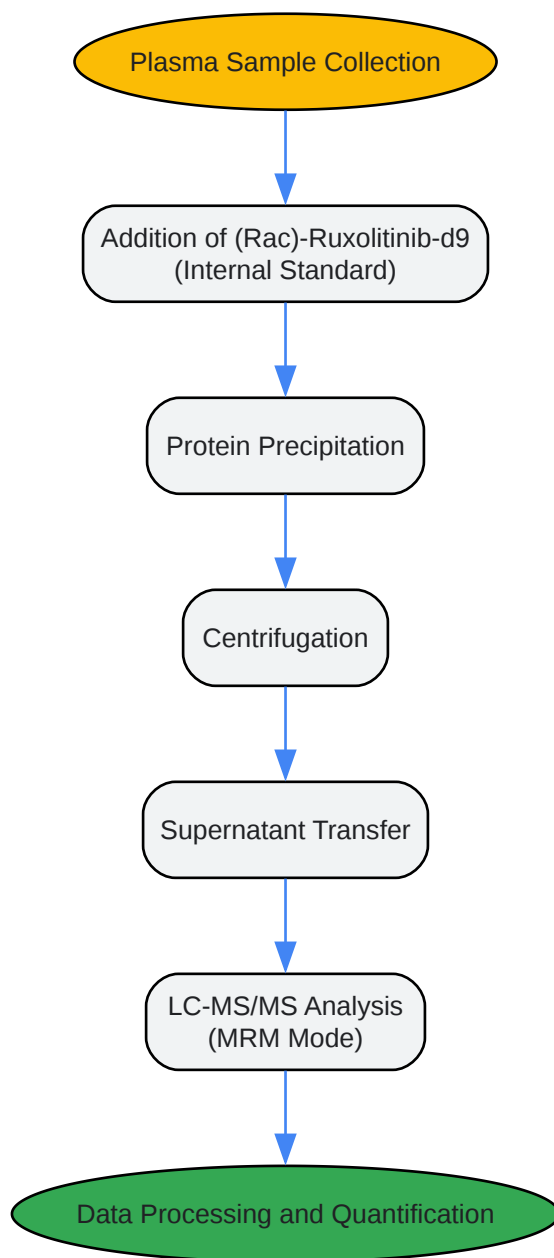 Plasma Sample Collection
Addition of (Rac)-Ruxolitinib-d9
(Internal Standard)
Protein Precipitation
Centrifugation
Supernatant Transfer
LC-MS/MS Analysis
(MRM Mode)
Data Processing and Quantification